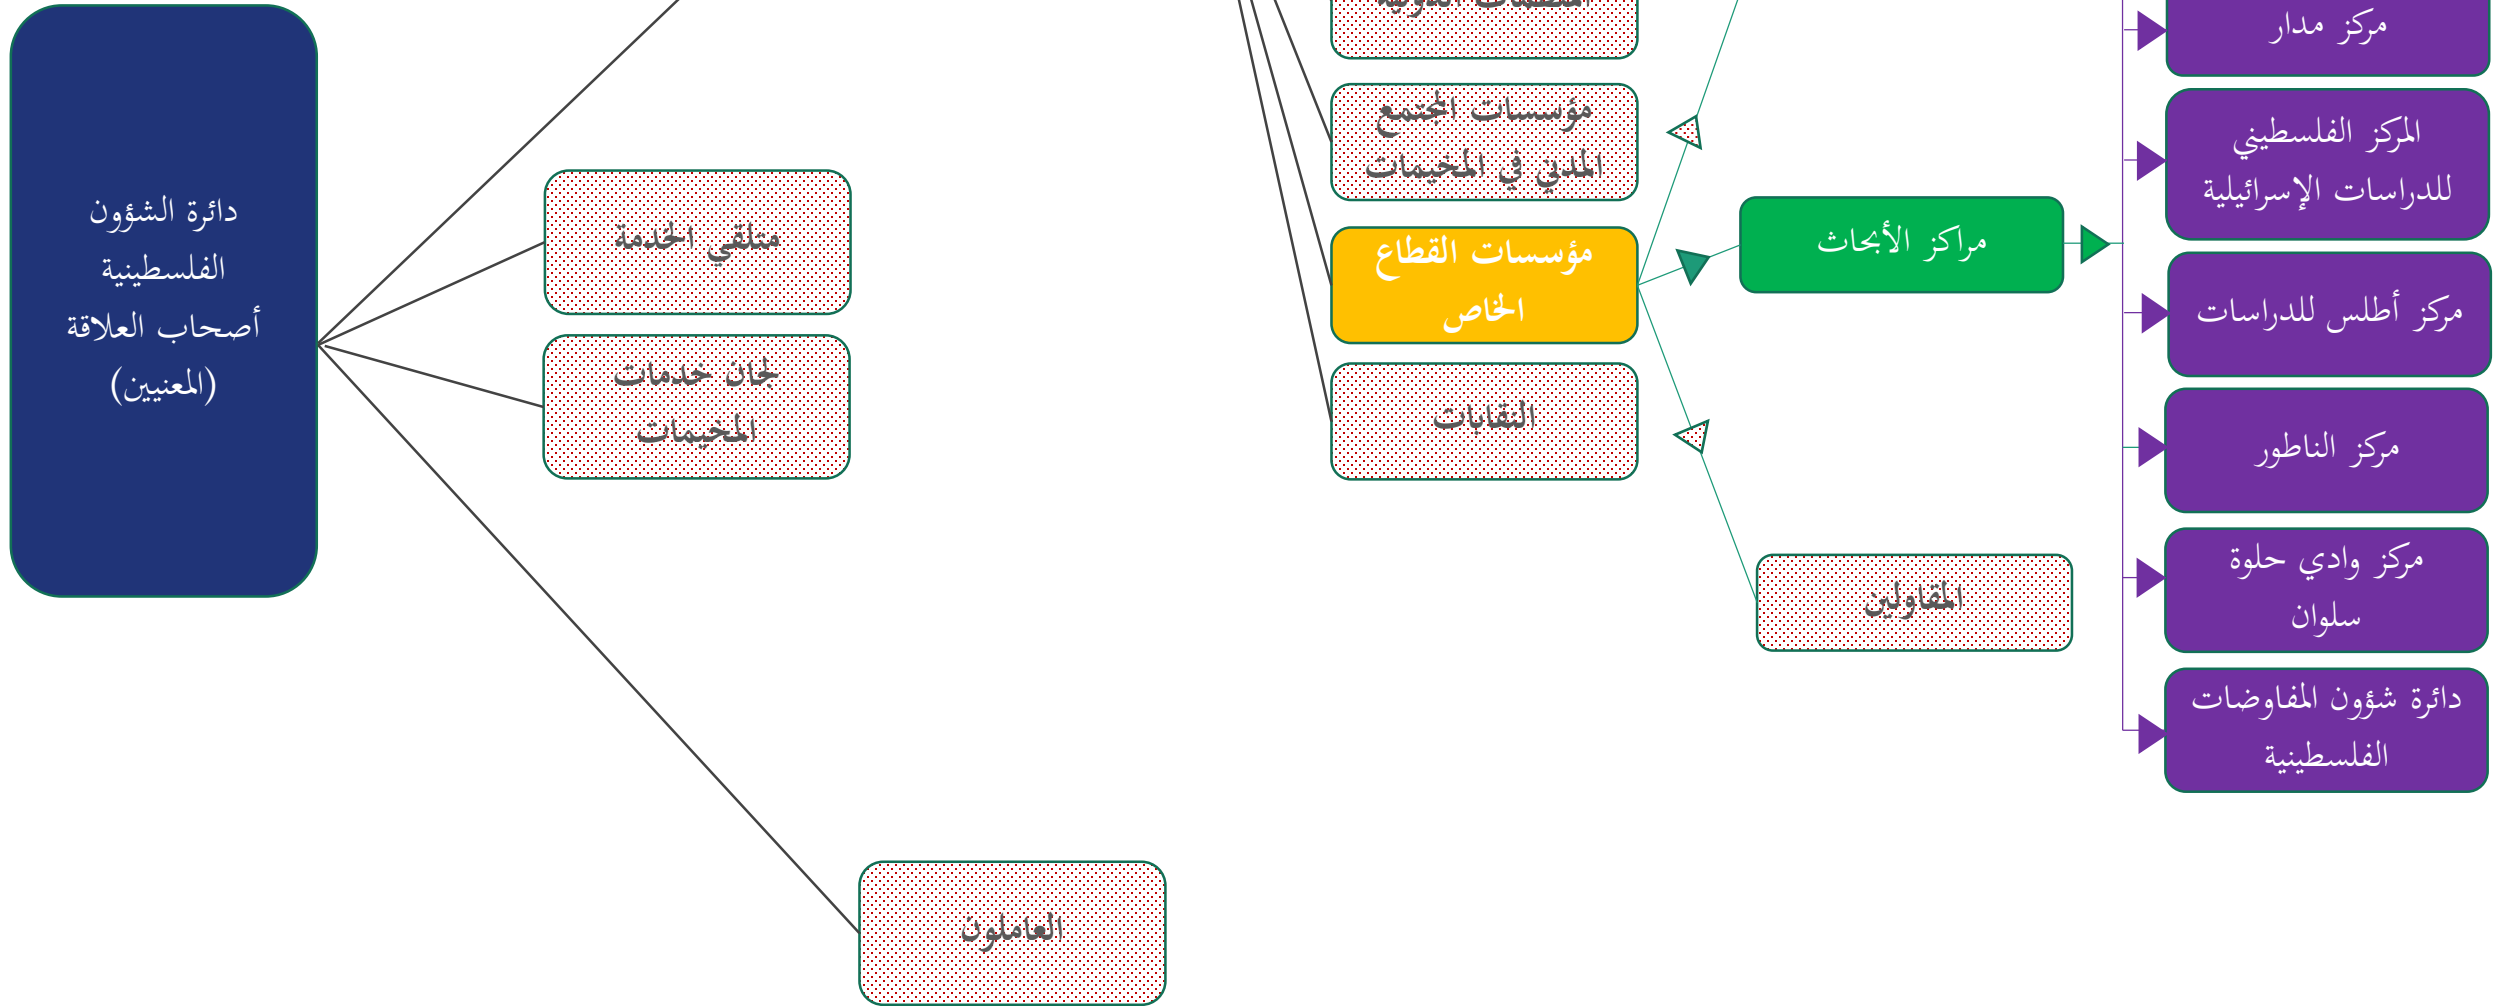 دائرة الشؤون
الفلسطينية
أصحاب العلاقة
(المعنيين)
متلقي الخدمة
لجان خدمات
المخيمات
العاملون
مؤسسات المجتمع
المدني في المخيمات
مؤسسات القطاع
الخاص
النقابات
مراكز الأبحاث
المقاولين
مركز مدار
المركز الفلسطيني
للدراسات الإسرائيلية
مركز أطلس للدراسات
مركز الناطور
مركز وادي حلوة
سلوان
دائرة شؤون المفاوضات
الفلسطينية